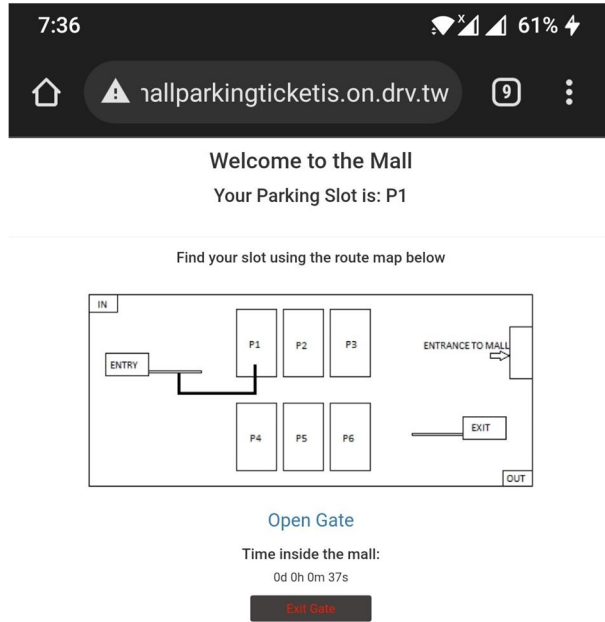 7:36
x
61%
hallparkingticketis.on.drv.tw
9
Welcome to the Mall
Your Parking Slot is: P1
Find your slot using the route map below
IN
P1
P2
P3
ENTRANCE TO MALL
ENTRY
P4
P5
P6
EXIT
OUT
Open Gate
Time inside the mall:
0d 0h 0m 37s
Exit Gate